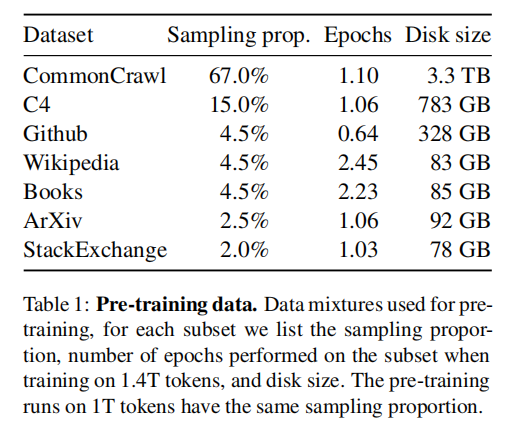 Dataset Sampling prop. Epochs Disk size
CommonCrawl 67.0% 1.10 3.3 TB
C4 15.0% 1.06 783 GB
Github 4.5% 0.64 328 GB
Wikipedia 4.5% 2.45 83 GB
Books 4.5% 2.23 85 GB
ArXiv 2.5% 1.06 92 GB
StackExchange 2.0% 1.03 78 GB
Table 1: Pre-training data. Data mixtures used for pre-
training, for each subset we list the sampling propor-
tion, number of epochs performed on the subset when
training on 1.4T tokens, and disk size. The pre-training
runs on 1T tokens have the same sampling proportion.